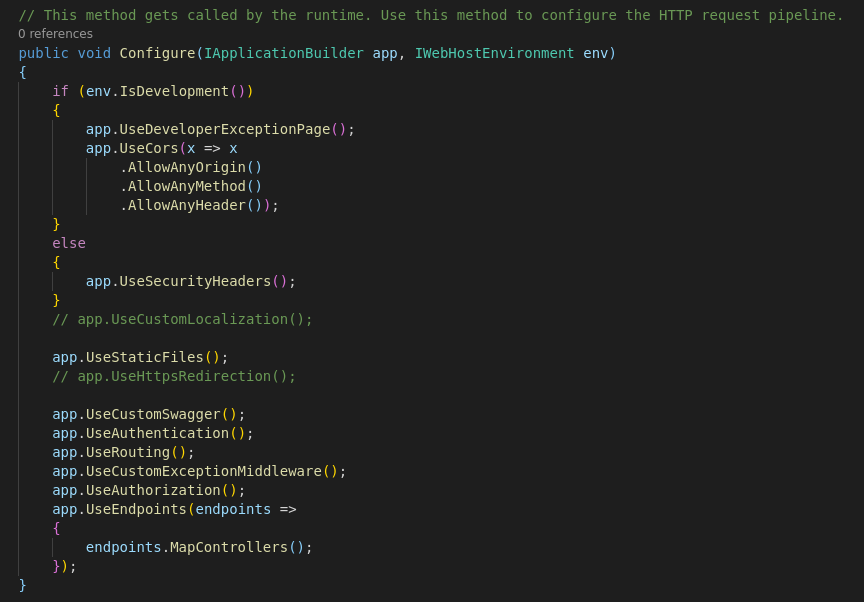 // This method gets called by the runtime. Use this method to configure the HTTP request pipeline.
0 references
public void Configure(IApplicationBuilder app, IWebHostEnvironment env)
{
    if (env.IsDevelopment())
    {
        app.UseDeveloperExceptionPage();
        app.UseCors(x => x
            .AllowAnyOrigin()
            .AllowAnyMethod()
            .AllowAnyHeader());
    }
    else
    {
        app.UseSecurityHeaders();
    }
    // app.UseCustomLocalization();

    app.UseStaticFiles();
    // app.UseHttpsRedirection();

    app.UseCustomSwagger();
    app.UseAuthentication();
    app.UseRouting();
    app.UseCustomExceptionMiddleware();
    app.UseAuthorization();
    app.UseEndpoints(endpoints =>
    {
        endpoints.MapControllers();
    });
}